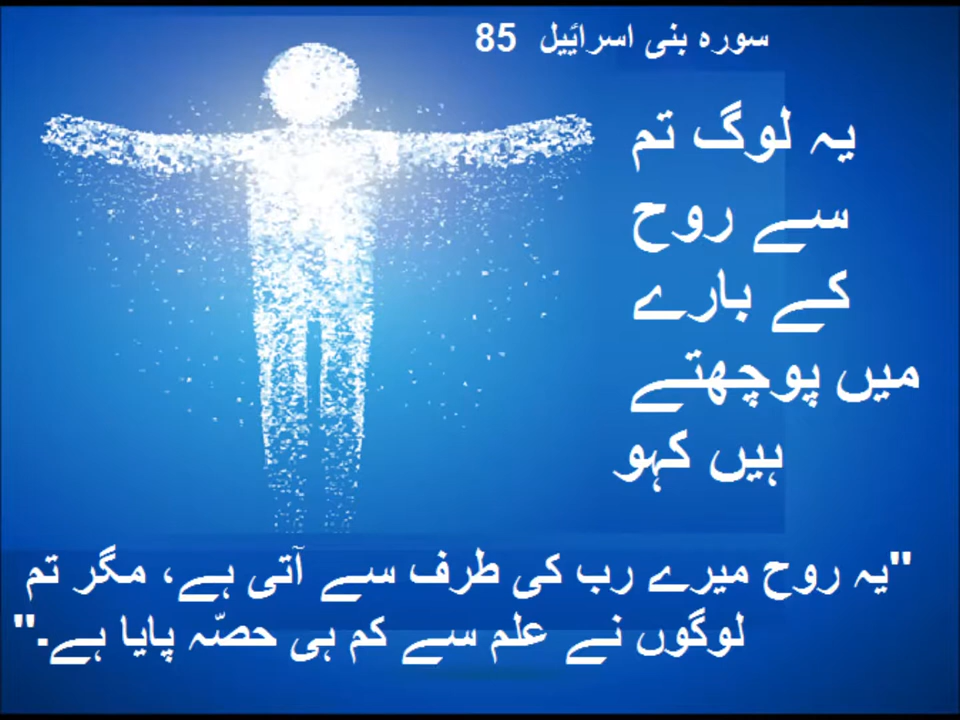 سورہ بنی اسرائیل 85
یہ لوگ تم
سے روح
کے بارے
میں پوچھتے
ہیں کہو
"یہ روح میرے رب کی طرف سے آتی ہے، مگر تم
لوگوں نے علم سے کم ہی حصّہ پایا ہے۔"